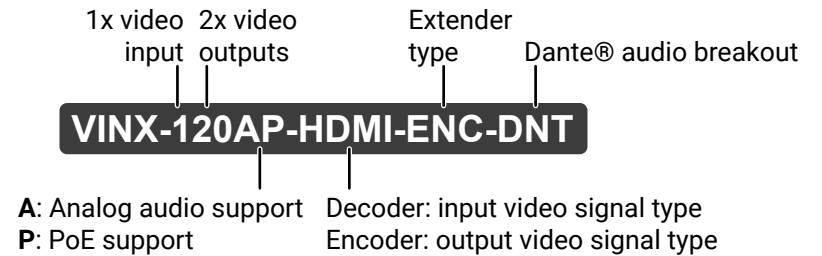 1x video input
2x video outputs
Extender type
Dante® audio breakout
VINX-120AP-HDMI-ENC-DNT
A: Analog audio support
P: PoE support
Decoder: input video signal type
Encoder: output video signal type